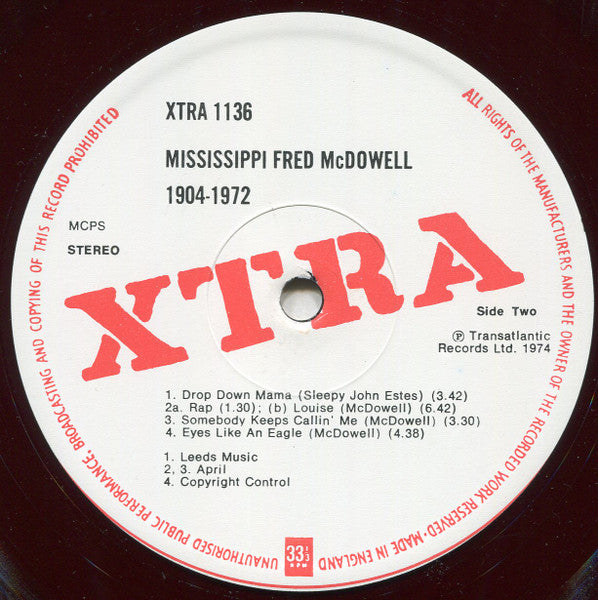 XTRA 1136
MISSISSIPPI FRED McDOWELL
1904-1972
MCPS
STEREO
XTRA
Side Two
Ⓟ Transatlantic
Records Ltd. 1974
1. Drop Down Mama (Sleepy John Estes) (3.42)
2a. Rap (1.30); (b) Louise (McDowell) (6.42)
3. Somebody Keeps Callin' Me (McDowell) (3.30)
4. Eyes Like An Eagle (McDowell) (4.38)
1. Leeds Music
2, 3. April
4. Copyright Control
ALL RIGHTS OF THE MANUFACTURERS AND THE OWNER OF THE RECORDED WORK RESERVED · MADE IN ENGLAND
33 1/3 RPM
UNAUTHORISED PUBLIC PERFORMANCE, BROADCASTING AND COPYING OF THIS RECORD PROHIBITED